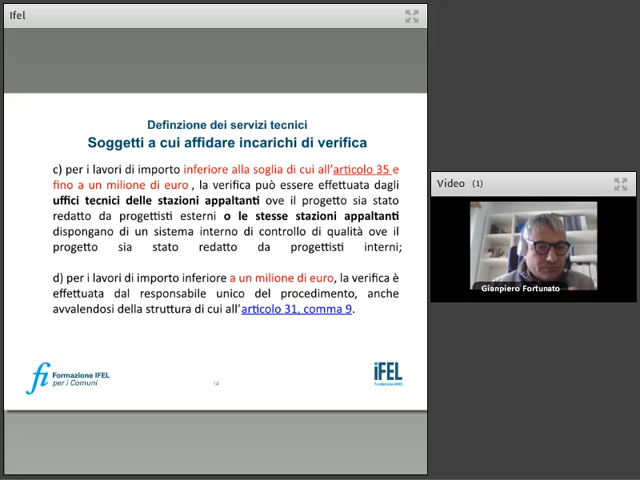 Ifel
Definzione dei servizi tecnici
Soggetti a cui affidare incarichi di verifica
c) per i lavori di importo inferiore alla soglia di cui all'articolo 35 e
fino a un milione di euro , la verifica può essere effettuata dagli
uffici tecnici delle stazioni appaltanti ove il progetto sia stato
redatto da progettisti esterni o le stesse stazioni appaltanti
dispongano di un sistema interno di controllo di qualità ove il
progetto sia stato redatto da progettisti interni;
d) per i lavori di importo inferiore a un milione di euro, la verifica è
effettuata dal responsabile unico del procedimento, anche
avvalendosi della struttura di cui all'articolo 31, comma 9.
fi Formazione IFEL
per i Comuni
14
iFEL
Fondazione ANCI
Video (1)
Gianpiero Fortunato